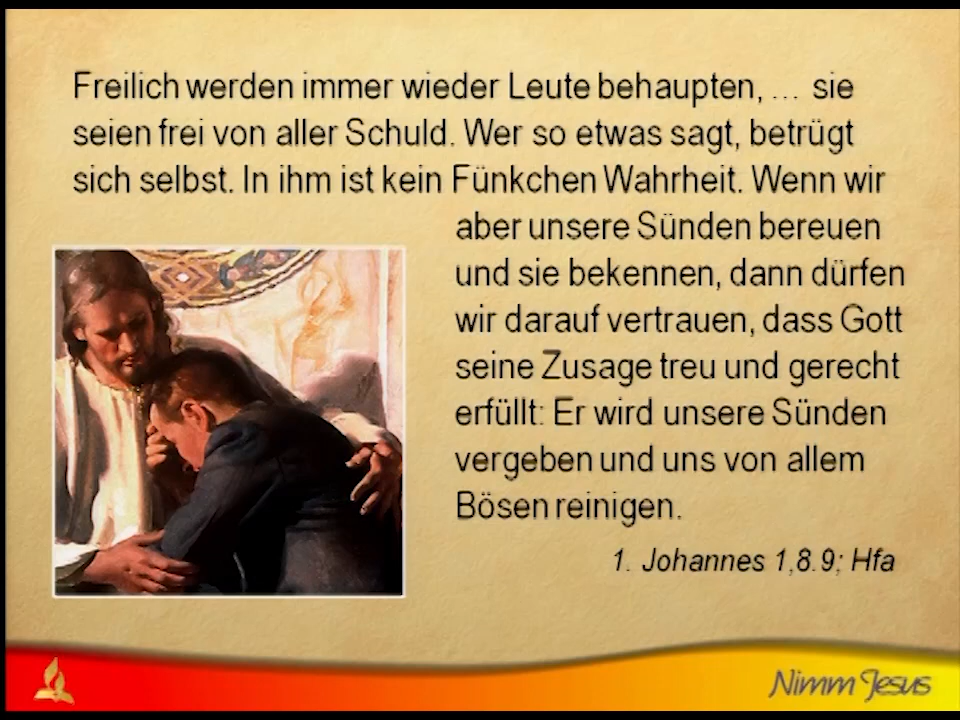 Freilich werden immer wieder Leute behaupten, … sie
seien frei von aller Schuld. Wer so etwas sagt, betrügt
sich selbst. In ihm ist kein Fünkchen Wahrheit. Wenn wir
aber unsere Sünden bereuen
und sie bekennen, dann dürfen
wir darauf vertrauen, dass Gott
seine Zusage treu und gerecht
erfüllt: Er wird unsere Sünden
vergeben und uns von allem
Bösen reinigen.
1. Johannes 1,8.9; Hfa
Nimm Jesus